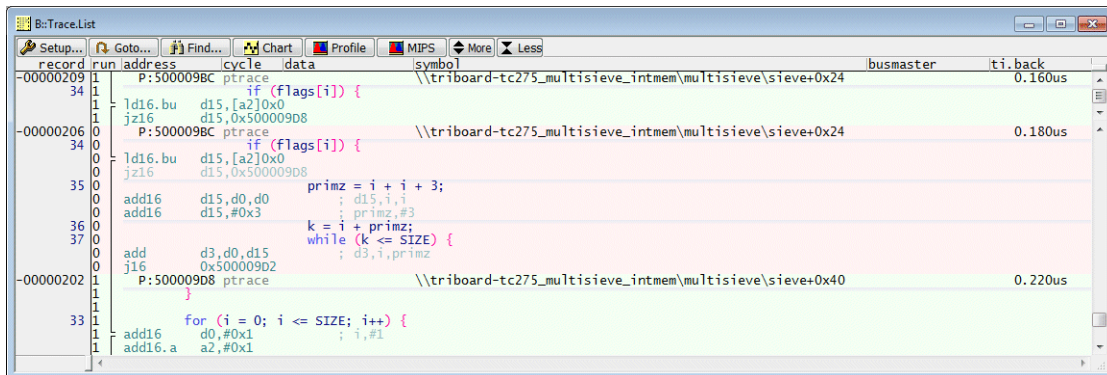 B::Trace.List
Setup... Goto... Find... Chart Profile MIPS More Less
record run address cycle data symbol busmaster ti.back
-00000209 1 P:500009BC ptrace \\triboard-tc275_multisieve_intmem\multisieve\sieve+0x24 0.160us
34 1 if (flags[i]) {
1 ld16.bu d15,[a2]0x0
1 jz16 d15,0x500009D8
-00000206 0 P:500009BC ptrace \\triboard-tc275_multisieve_intmem\multisieve\sieve+0x24 0.180us
34 0 if (flags[i]) {
0 ld16.bu d15,[a2]0x0
0 jz16 d15,0x500009D8
35 0 primz = i + i + 3;
0 add16 d15,d0,d0 ; d15,i,i
0 add16 d15,#0x3 ; primz,#3
36 0 k = i + primz;
37 0 while (k <= SIZE) {
0 add d3,d0,d15 ; d3,i,primz
0 j16 0x500009D2
-00000202 1 P:500009D8 ptrace \\triboard-tc275_multisieve_intmem\multisieve\sieve+0x40 0.220us
1 }
1
33 1 for (i = 0; i <= SIZE; i++) {
1 add16 d0,#0x1 ; i,#1
1 add16.a a2,#0x1